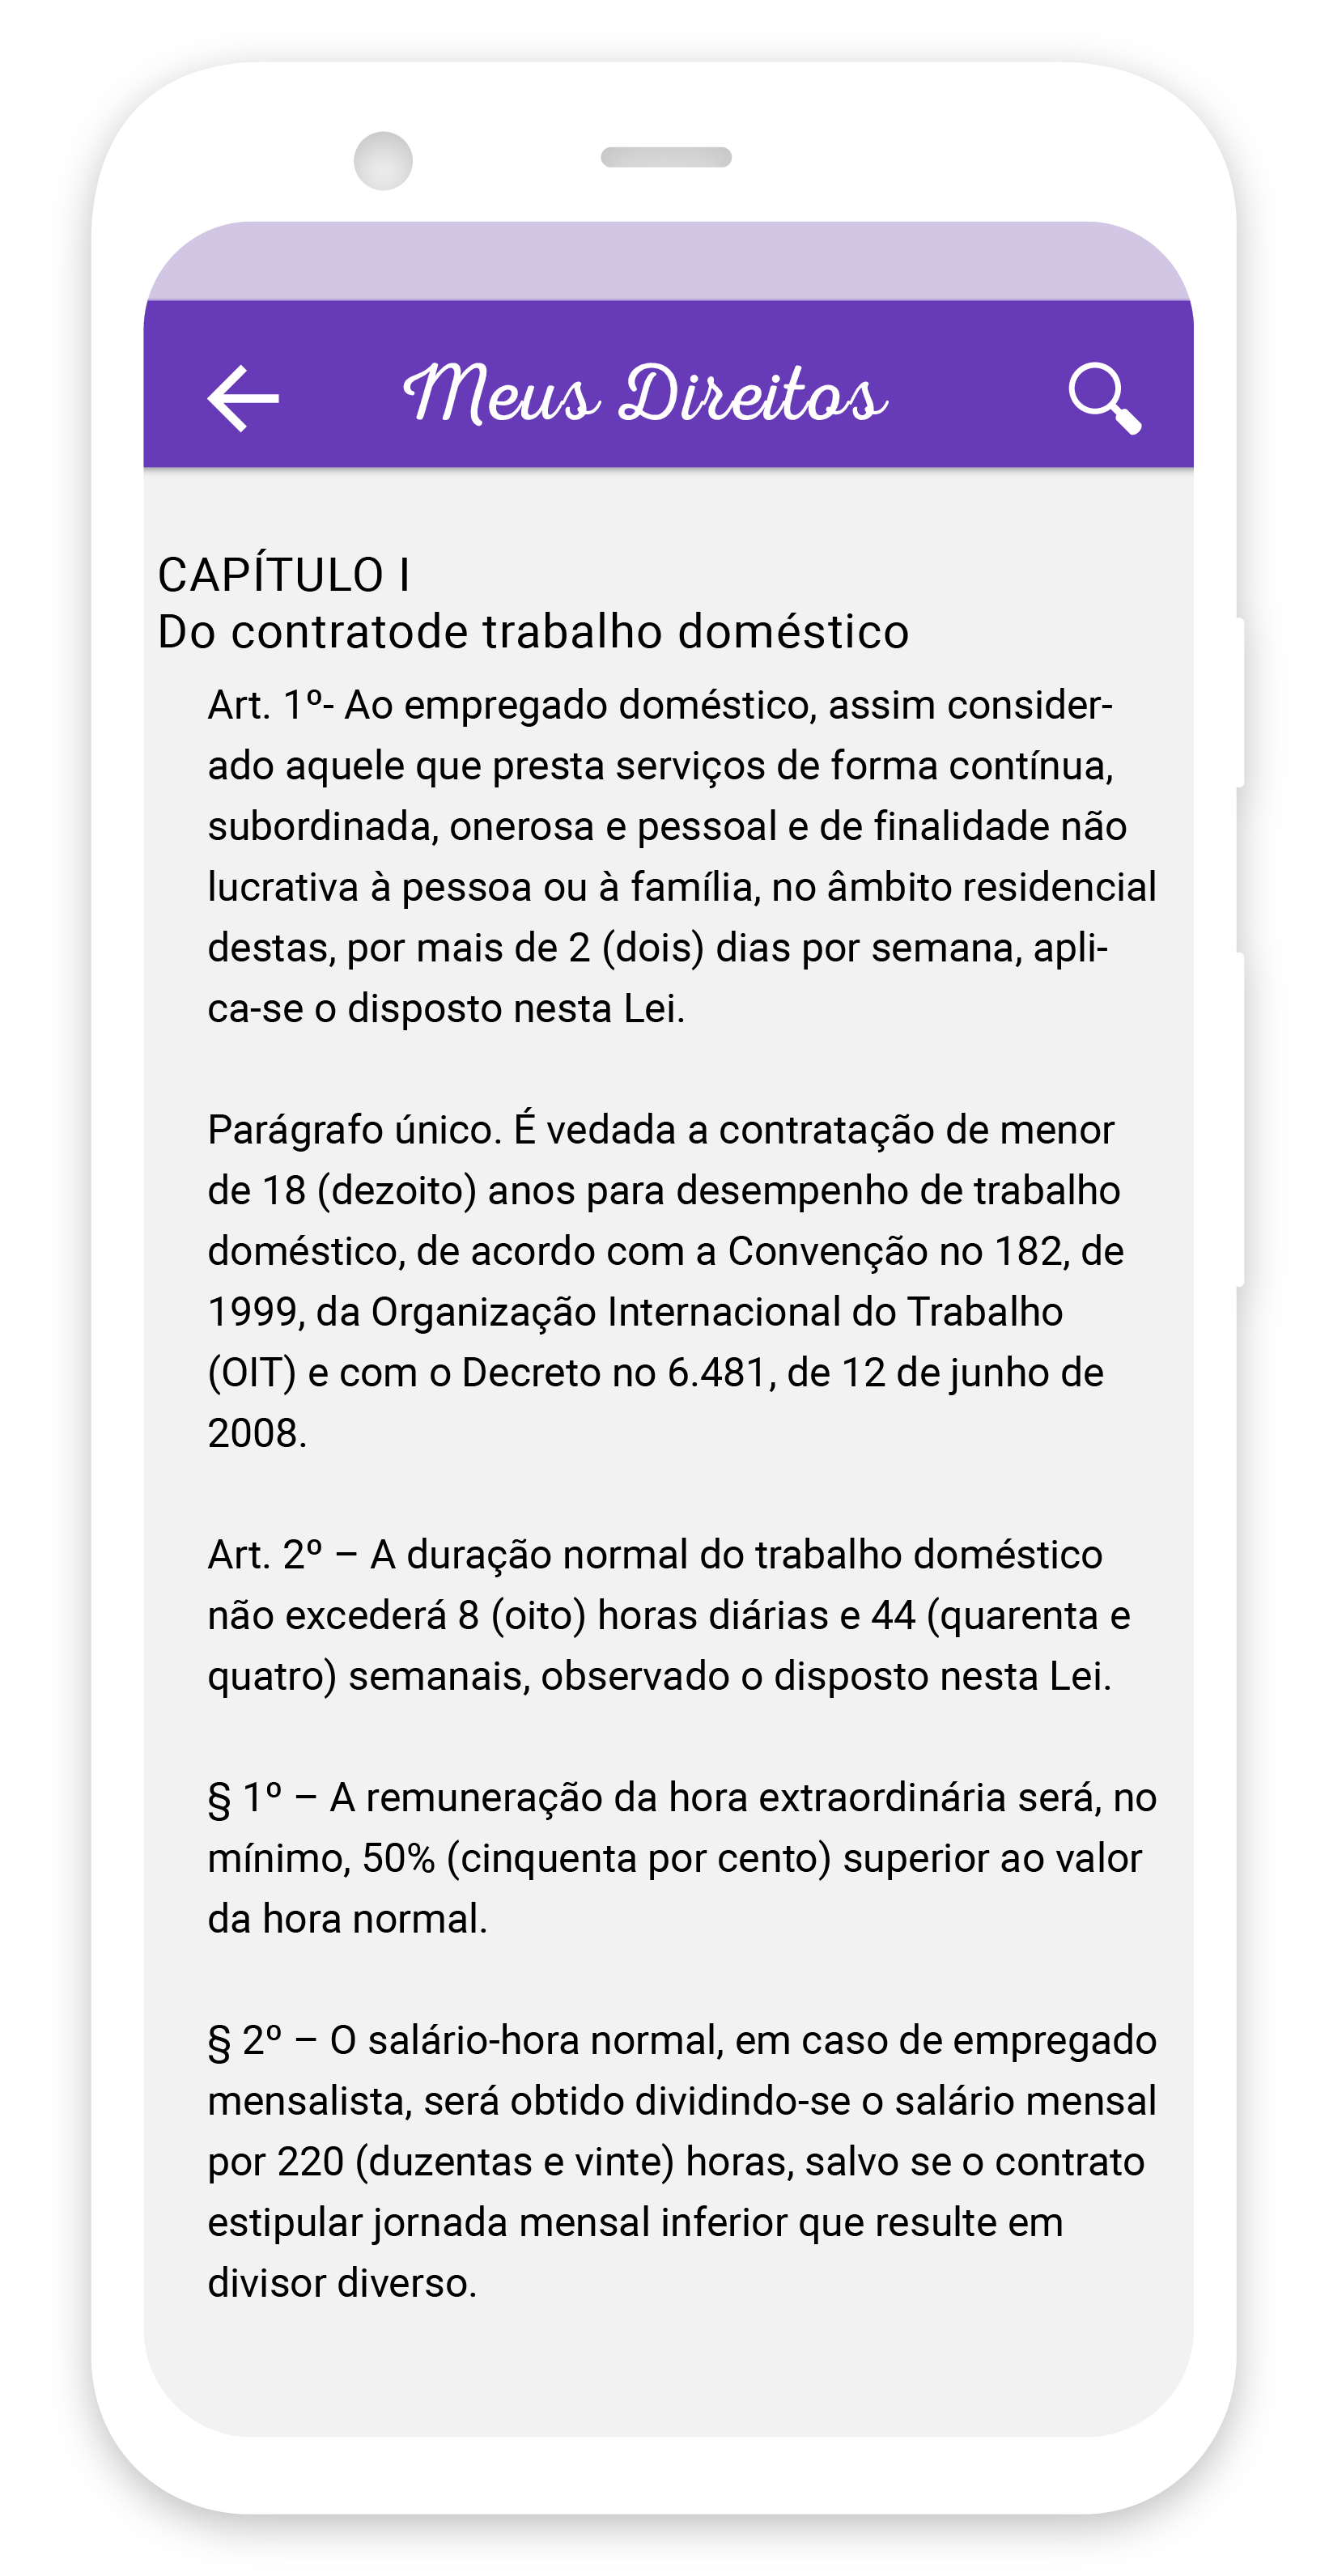 Meus Direitos
CAPÍTULO I
Do contratode trabalho doméstico
Art. 1º- Ao empregado doméstico, assim consider-
ado aquele que presta serviços de forma contínua,
subordinada, onerosa e pessoal e de finalidade não
lucrativa à pessoa ou à família, no âmbito residencial
destas, por mais de 2 (dois) dias por semana, apli-
ca-se o disposto nesta Lei.
Parágrafo único. É vedada a contratação de menor
de 18 (dezoito) anos para desempenho de trabalho
doméstico, de acordo com a Convenção no 182, de
1999, da Organização Internacional do Trabalho
(OIT) e com o Decreto no 6.481, de 12 de junho de
2008.
Art. 2º – A duração normal do trabalho doméstico
não excederá 8 (oito) horas diárias e 44 (quarenta e
quatro) semanais, observado o disposto nesta Lei.
§ 1º – A remuneração da hora extraordinária será, no
mínimo, 50% (cinquenta por cento) superior ao valor
da hora normal.
§ 2º – O salário-hora normal, em caso de empregado
mensalista, será obtido dividindo-se o salário mensal
por 220 (duzentas e vinte) horas, salvo se o contrato
estipular jornada mensal inferior que resulte em
divisor diverso.